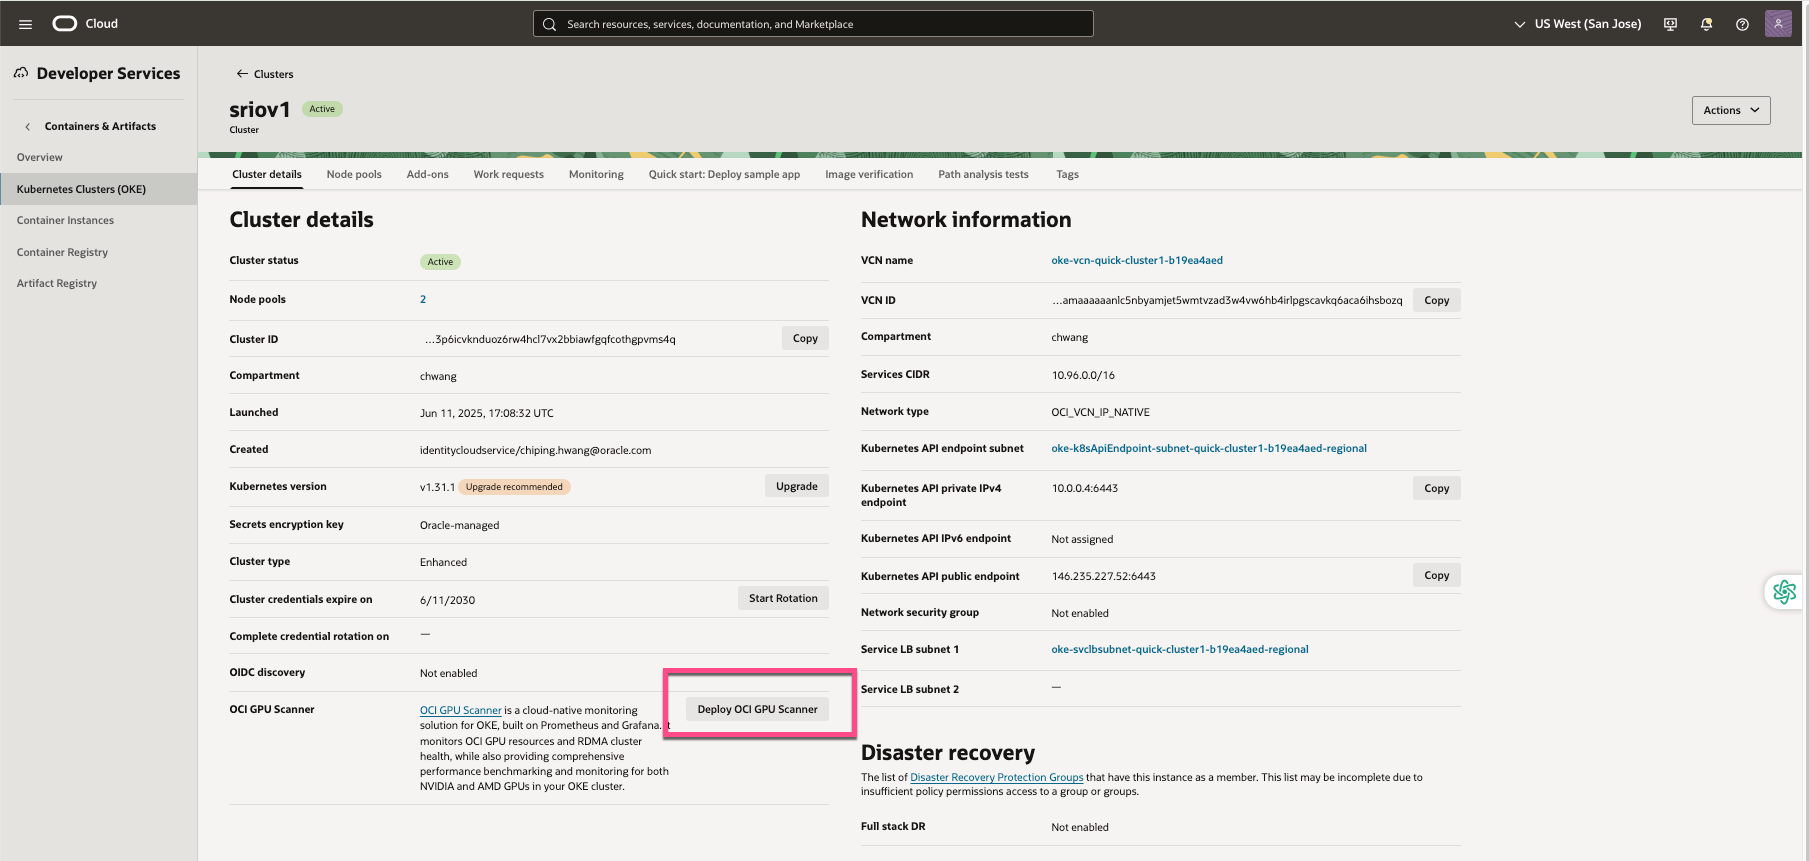 Cloud
Search resources, services, documentation, and Marketplace
US West (San Jose)
Developer Services
Containers & Artifacts
Overview
Kubernetes Clusters (OKE)
Container Instances
Container Registry
Artifact Registry
Clusters
sriov1
Active
Cluster
Actions
Cluster details
Node pools
Add-ons
Work requests
Monitoring
Quick start: Deploy sample app
Image verification
Path analysis tests
Tags
Cluster details
Cluster status
Active
Node pools
2
Cluster ID
...3p6icvknduoz6rw4hcl7vx2bbiawfgqfcothgpvms4q
Copy
Compartment
chwang
Launched
Jun 11, 2025, 17:08:32 UTC
Created
identitycloudservice/chiping.hwang@oracle.com
Kubernetes version
v1.31.1
Upgrade recommended
Upgrade
Secrets encryption key
Oracle-managed
Cluster type
Enhanced
Cluster credentials expire on
6/11/2030
Start Rotation
Complete credential rotation on
—
OIDC discovery
Not enabled
OCI GPU Scanner
OCI GPU Scanner is a cloud-native monitoring
solution for OKE, built on Prometheus and Grafana. It
monitors OCI GPU resources and RDMA cluster
health, while also providing comprehensive
performance benchmarking and monitoring for both
NVIDIA and AMD GPUs in your OKE cluster.
Deploy OCI GPU Scanner
Network information
VCN name
oke-vcn-quick-cluster1-b19ea4aed
VCN ID
...amaaaaaanlc5nbyamjet5wmtvzad3w4vw6hb4irlpgscavkq6aca6ihsbozq
Copy
Compartment
chwang
Services CIDR
10.96.0.0/16
Network type
OCI_VCN_IP_NATIVE
Kubernetes API endpoint subnet
oke-k8sApiEndpoint-subnet-quick-cluster1-b19ea4aed-regional
Kubernetes API private IPv4
endpoint
10.0.0.4:6443
Copy
Kubernetes API IPv6 endpoint
Not assigned
Kubernetes API public endpoint
146.235.227.52:6443
Copy
Network security group
Not enabled
Service LB subnet 1
oke-svclbsubnet-quick-cluster1-b19ea4aed-regional
Service LB subnet 2
—
Disaster recovery
The list of Disaster Recovery Protection Groups that have this instance as a member. This list may be incomplete due to
insufficient policy permissions access to a group or groups.
Full stack DR
Not enabled